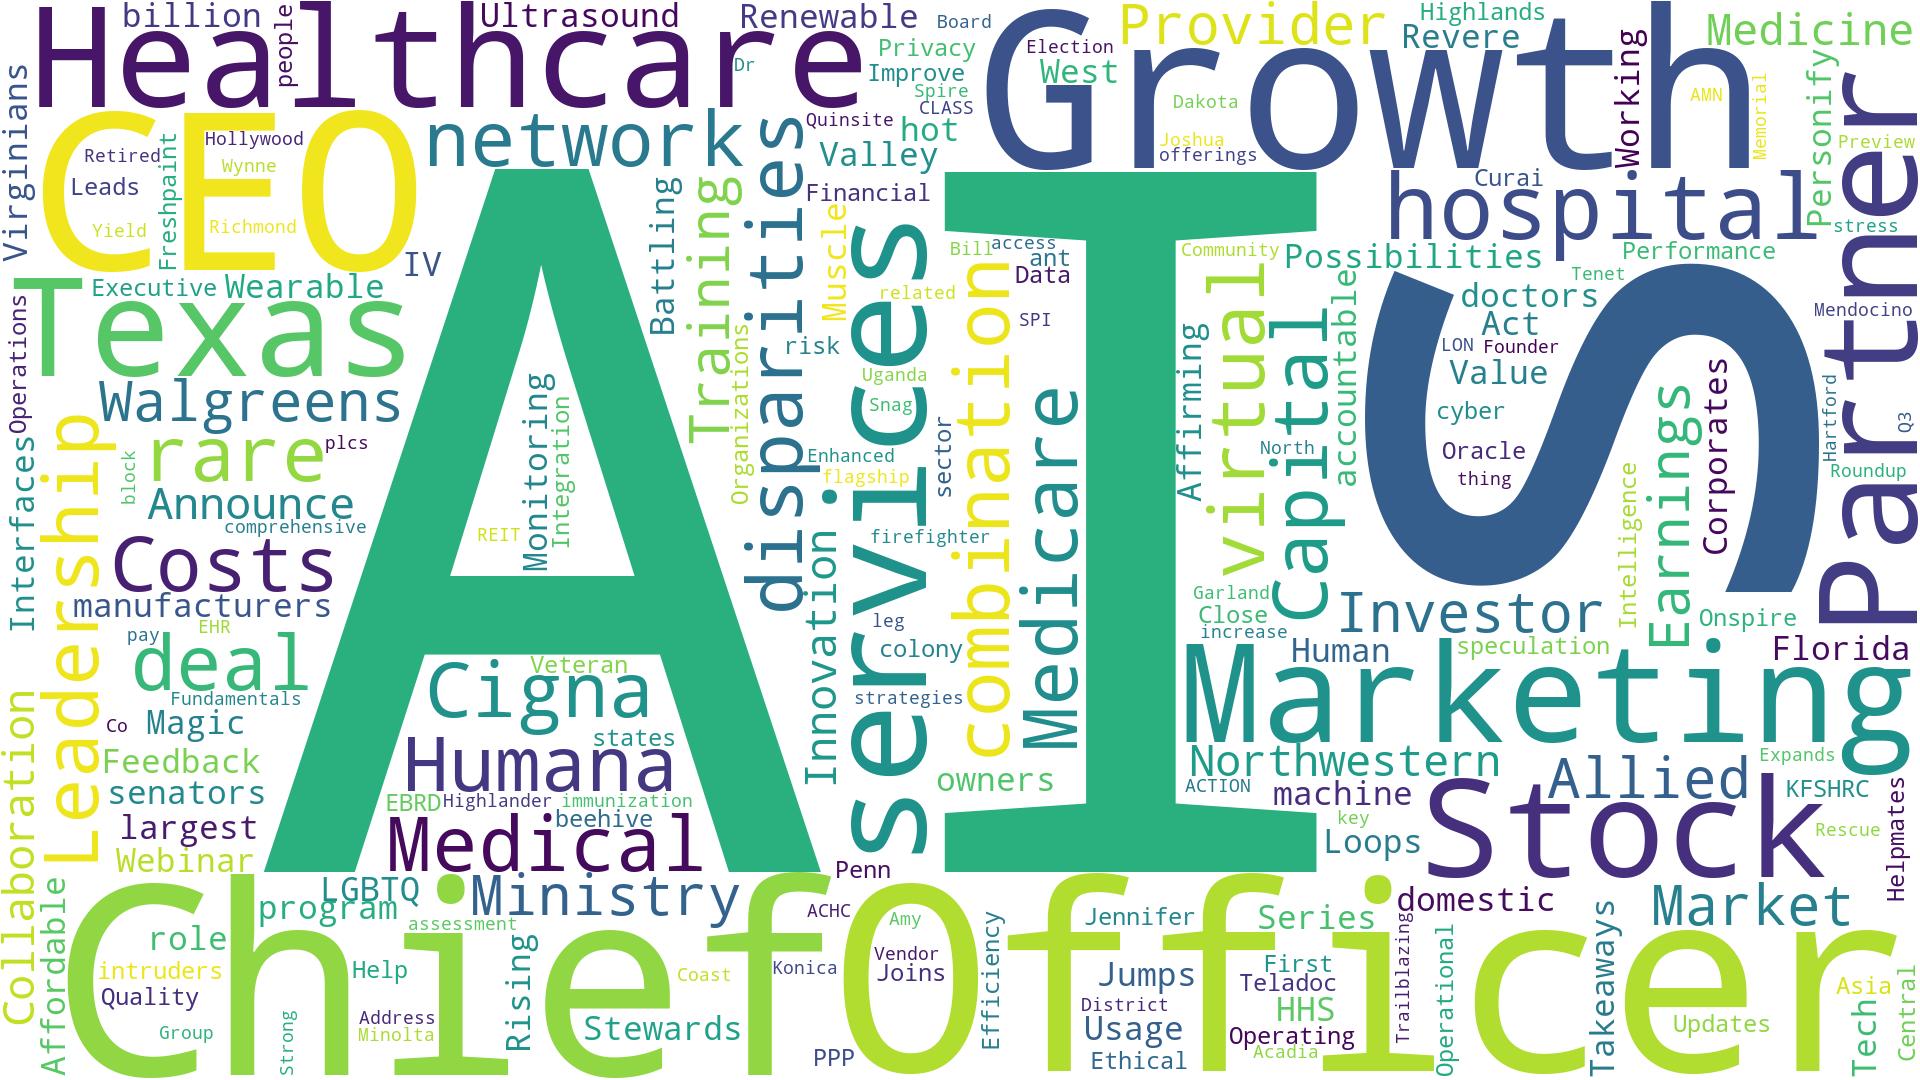 billion
Healthcare
people
Ultrasound
Renewable
Board
Growth
Provider
Highlands
Revere
Medicine
Privacy
Election
Dr
Improve
West
Spire
CLASS
Dakota
Working
AMN
Memorial
Personify
Partner
Virginians
CEO
networks
Quinsite
hot
Joshua
offerings
Preview
Hollywood
Retired
Wynne
Freshpaint
Leads
Valley
Yield
Richmond
Financial
Curai
hospital
IV
Battling
Training
disparities
Muscle
services
Bill
access
ant
Data
Community
Possibilities
Performance
stress
Tenet
Texas
Executive
Wearable
related
SPI
doctors
Act
Mendocino
Operations
AI
S
risk
LON
Founder
Uganda
Value
Walgreens
Snag
cyber
rare
plcs
Organizations
Monitoring
Integration
Enhanced
flagship
sector
combination
Medicare
Affirming
virtual
North
Capital
accountable
Oracle
thing
Earnings
Corporates
Hartford
Q3
Roundup
Interfaces
Leadership
block
Announce
comprehensive
REIT
firefighter
Innovation
Intelligence
Costs
manufacturers
Garland
Close
increase
Investor
Onspire
pay
EHR
leg
deal
Veteran
colony
Human
speculation
Florida
Fundamentals
Cigna
strategies
Marketing
Collaboration
Co
Magic
states
Feedback
Humana
Northwestern
Expands
senators
EBRD
Highlander
immunization
owners
ACTION
machine
Allied
KFSHRC
beehive
key
Stock
largest
Medical
Loops
Rescue
Webinar
Penn
Helpmates
LGBTQ
Ministry
program
Chief
Officer
Affordable
assessment
ACHC
Amy
Jennifer
Series
domestic
Market
role
Vendor
intruders
Help
Coast
Konica
Joins
Efficiency
Jumps
First
Teladoc
Trailblazing
Operational
Takeaways
Asia
Quality
District
HHS
Group
Strong
Address
Minolta
Rising
Stewards
Usage
Operating
Updates
Tech
Central
PPP
Ethical
Acadia